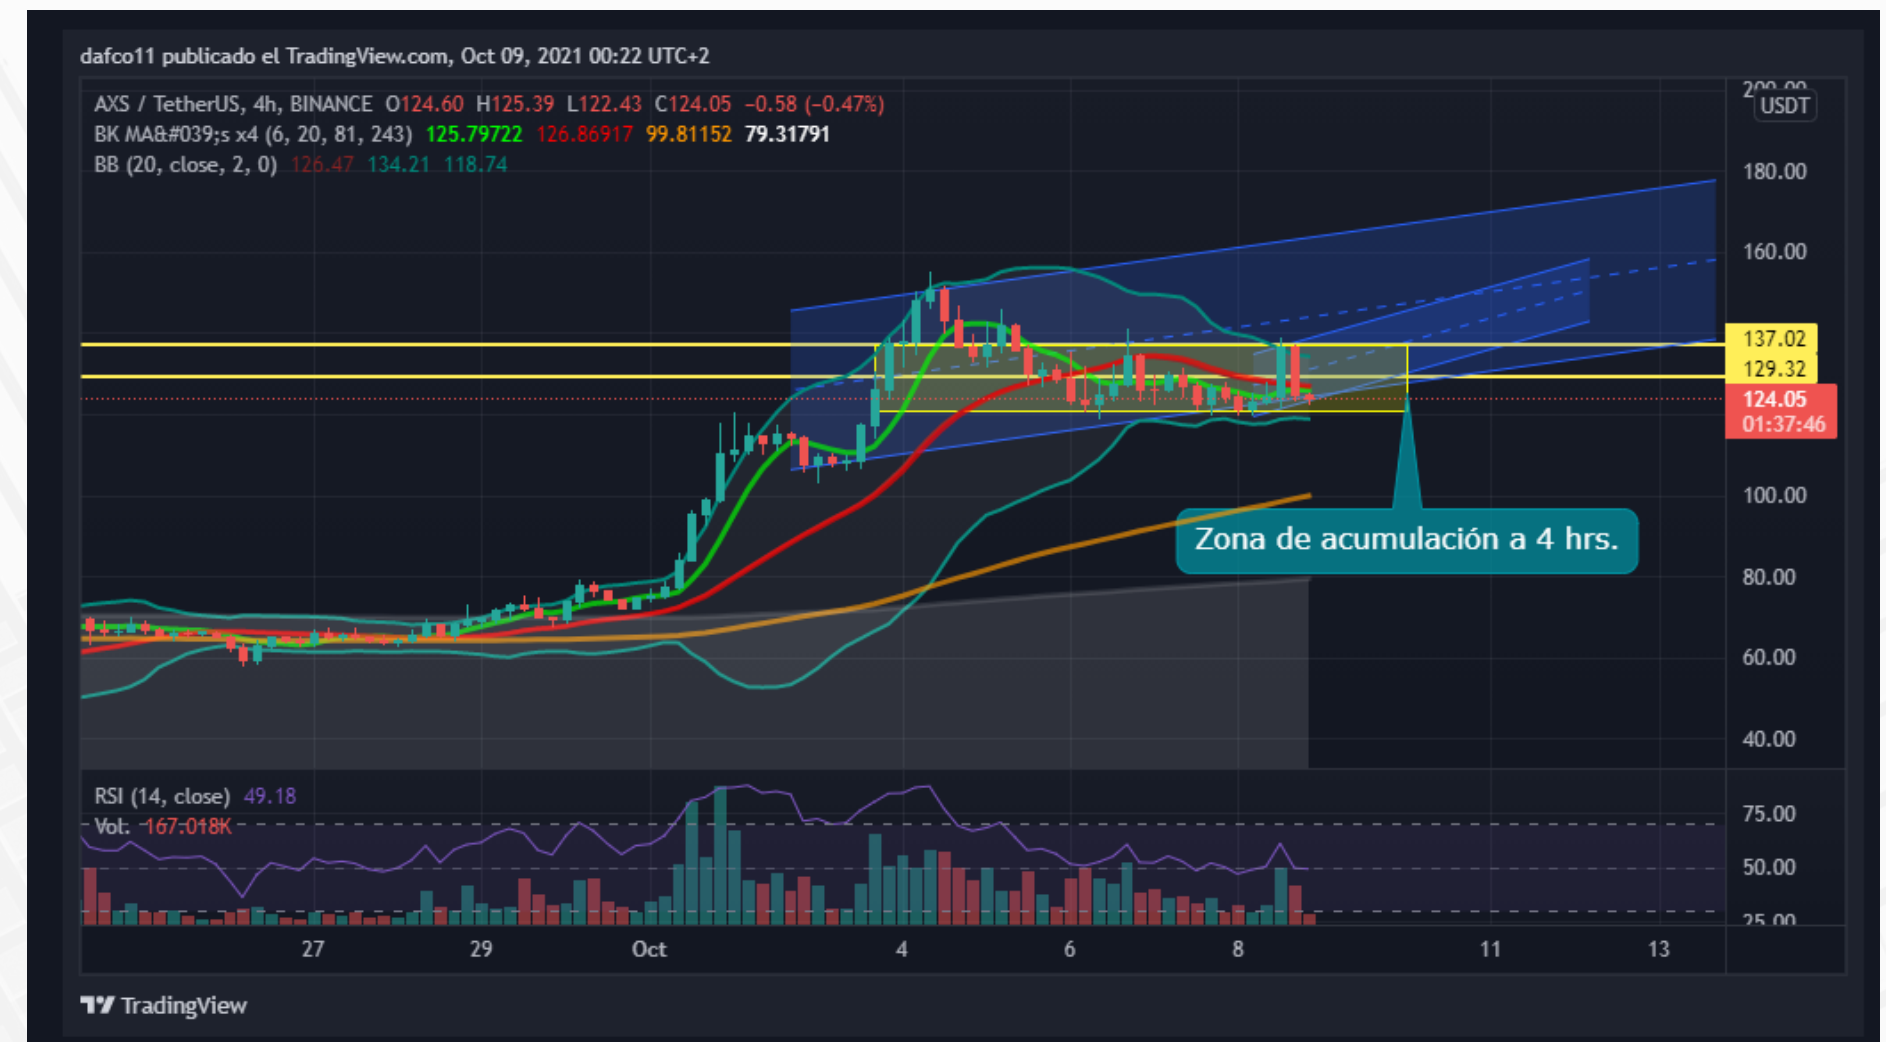 dafco11 publicado el TradingView.com, Oct 09, 2021 00:22 UTC+2
AXS / TetherUS, 4h, BINANCE O124.60 H125.39 L122.43 C124.05 −0.58 (−0.47%)
BK MA&#039;s x4 (6, 20, 81, 243) 125.79722 126.86917 99.81152 79.31791
BB (20, close, 2, 0) 126.47 134.21 118.74
200.00
USDT
180.00
160.00
137.02
129.32
124.05
01:37:46
100.00
Zona de acumulación a 4 hrs.
80.00
60.00
40.00
RSI (14, close) 49.18
Vol. 167.018K
75.00
50.00
25.00
27 29 Oct 4 6 8 11 13
TradingView